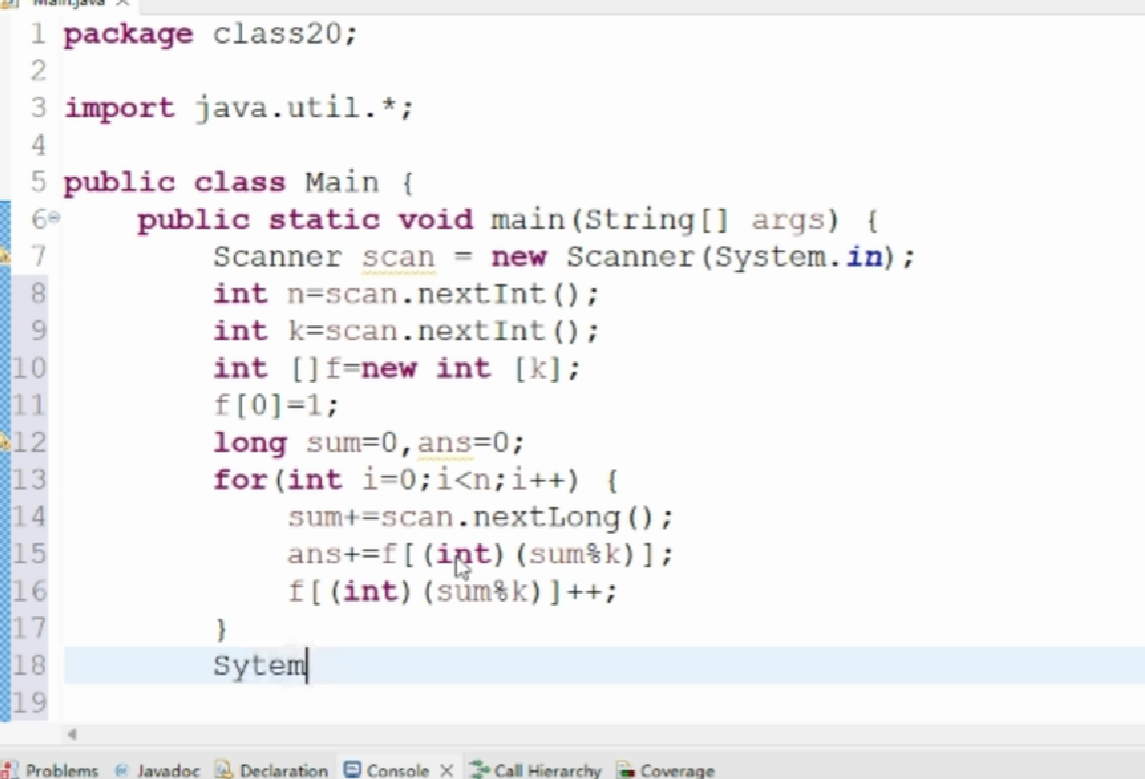 Main.java
1 package class20;
2
3 import java.util.*;
4
5 public class Main {
6 public static void main(String[] args) {
7 Scanner scan = new Scanner(System.in);
8 int n=scan.nextInt();
9 int k=scan.nextInt();
10 int []f=new int [k];
11 f[0]=1;
12 long sum=0,ans=0;
13 for(int i=0;i<n;i++) {
14 sum+=scan.nextLong();
15 ans+=f[(int)(sum%k)];
16 f[(int)(sum%k)]++;
17 }
18 Sytem
19
Problems Javadoc Declaration Console Call Hierarchy Coverage